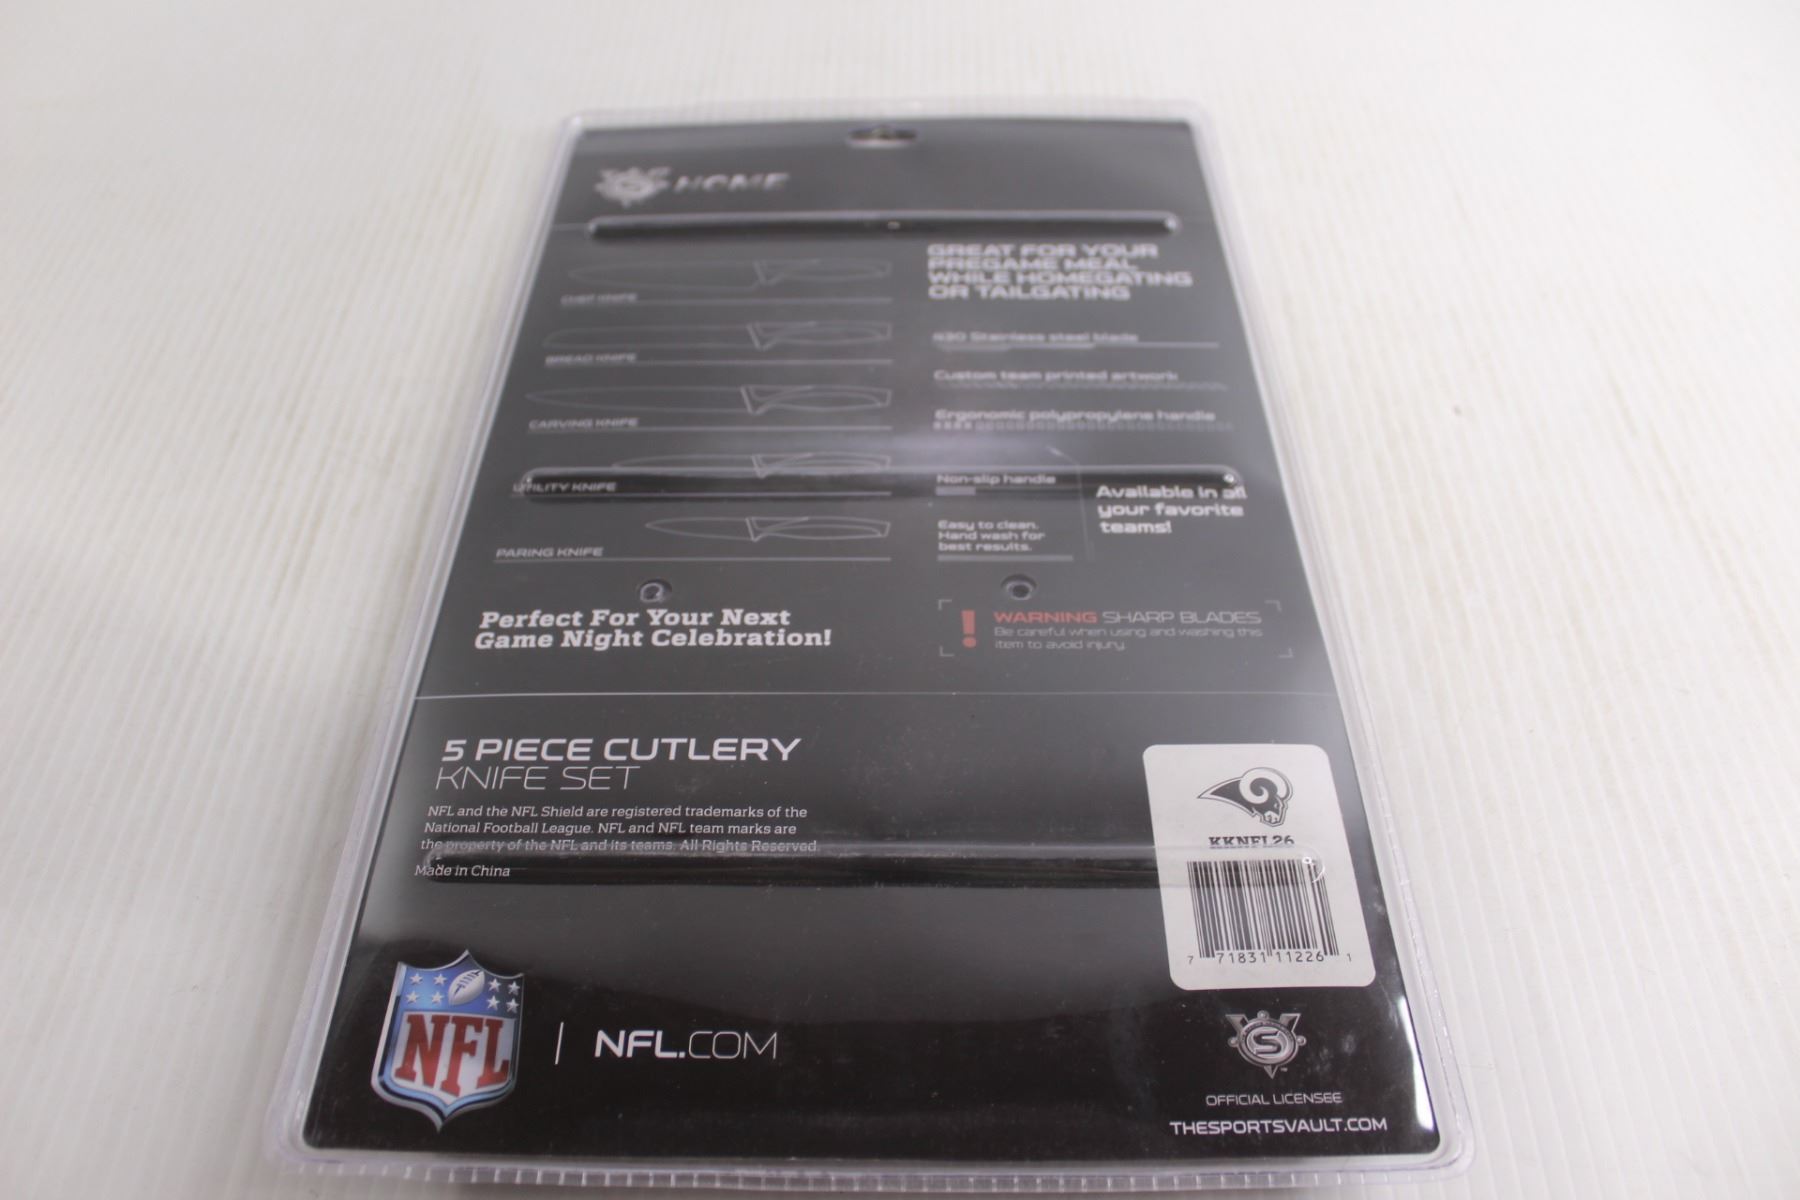 HOME
GREAT FOR YOUR
PREGAME MEAL
WHILE HOMEGATING
OR TAILGATING
CHEF KNIFE
BREAD KNIFE
CARVING KNIFE
UTILITY KNIFE
PARING KNIFE
430 Stainless steel blade
Custom team printed artwork
Ergonomic polypropylene handle
Non-slip handle
Easy to clean.
Hand wash for
best results.
Available in all
your favorite
teams!
Perfect For Your Next
Game Night Celebration!
! WARNING SHARP BLADES
Be careful when using and washing this
item to avoid injury.
5 PIECE CUTLERY
KNIFE SET
NFL and the NFL Shield are registered trademarks of the
National Football League. NFL and NFL team marks are
the property of the NFL and its teams. All Rights Reserved.
Made in China
KKNFL26
7 71831 11226 1
NFL
NFL.COM
S
OFFICIAL LICENSEE
THESPORTSVAULT.COM